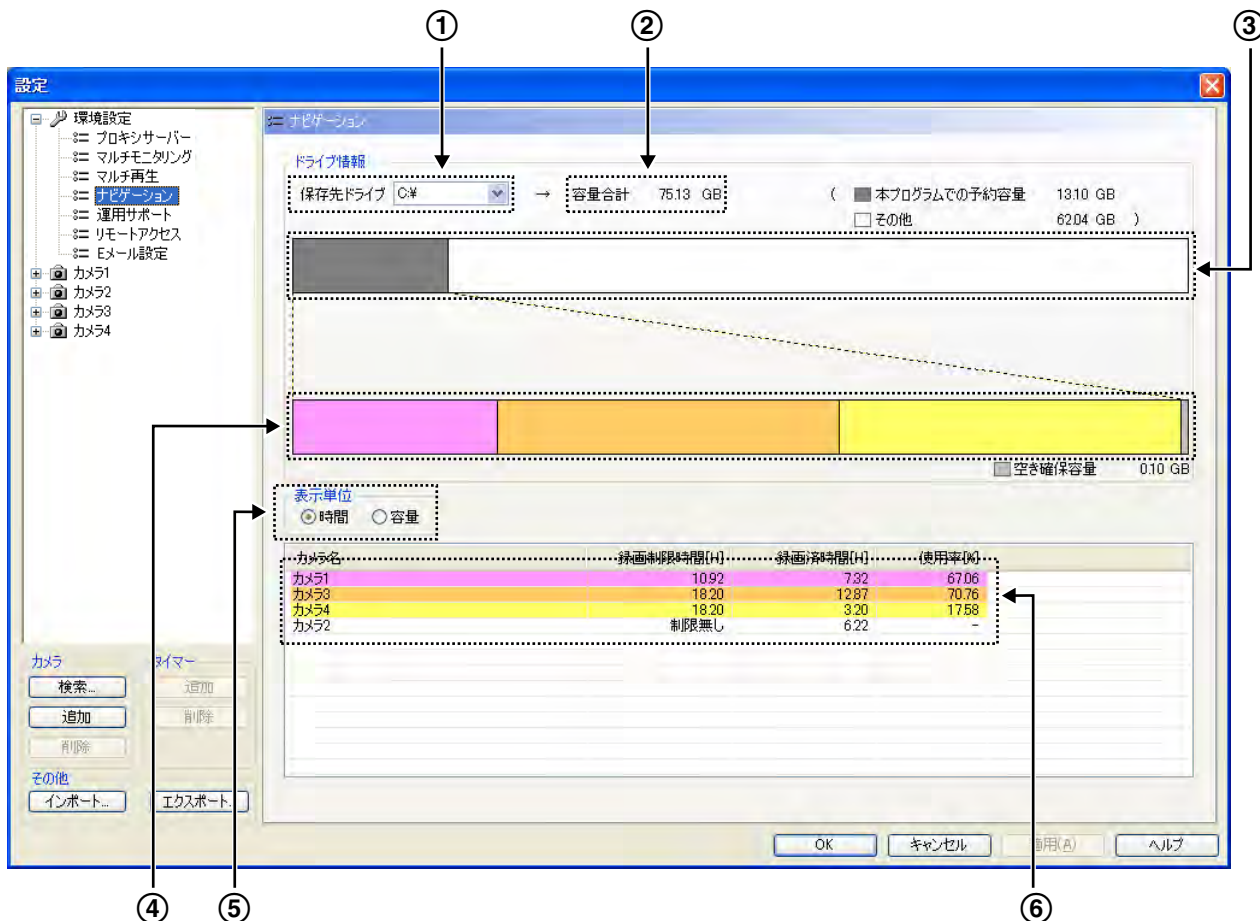 ① ② ③
設定
環境設定
プロキシサーバー
マルチモニタリング
マルチ再生
ナビゲーション
運用サポート
リモートアクセス
Eメール設定
カメラ1
カメラ2
カメラ3
カメラ4
カメラ
検索...
追加
削除
タイマー
追加
削除
その他
インポート...
エクスポート...
ナビゲーション
ドライブ情報
保存先ドライブ C:¥ → 容量合計 75.13 GB ( 本プログラムでの予約容量 13.10 GB
その他 62.04 GB )
空き確保容量 0.10 GB
表示単位
時間 容量
カメラ名 録画制限時間[H] 録画済時間[H] 使用率[%]
カメラ1 10.92 7.32 67.06
カメラ3 18.20 12.87 70.76
カメラ4 18.20 3.20 17.58
カメラ2 制限無し 6.22 -
OK キャンセル 適用(A) ヘルプ
④ ⑤ ⑥